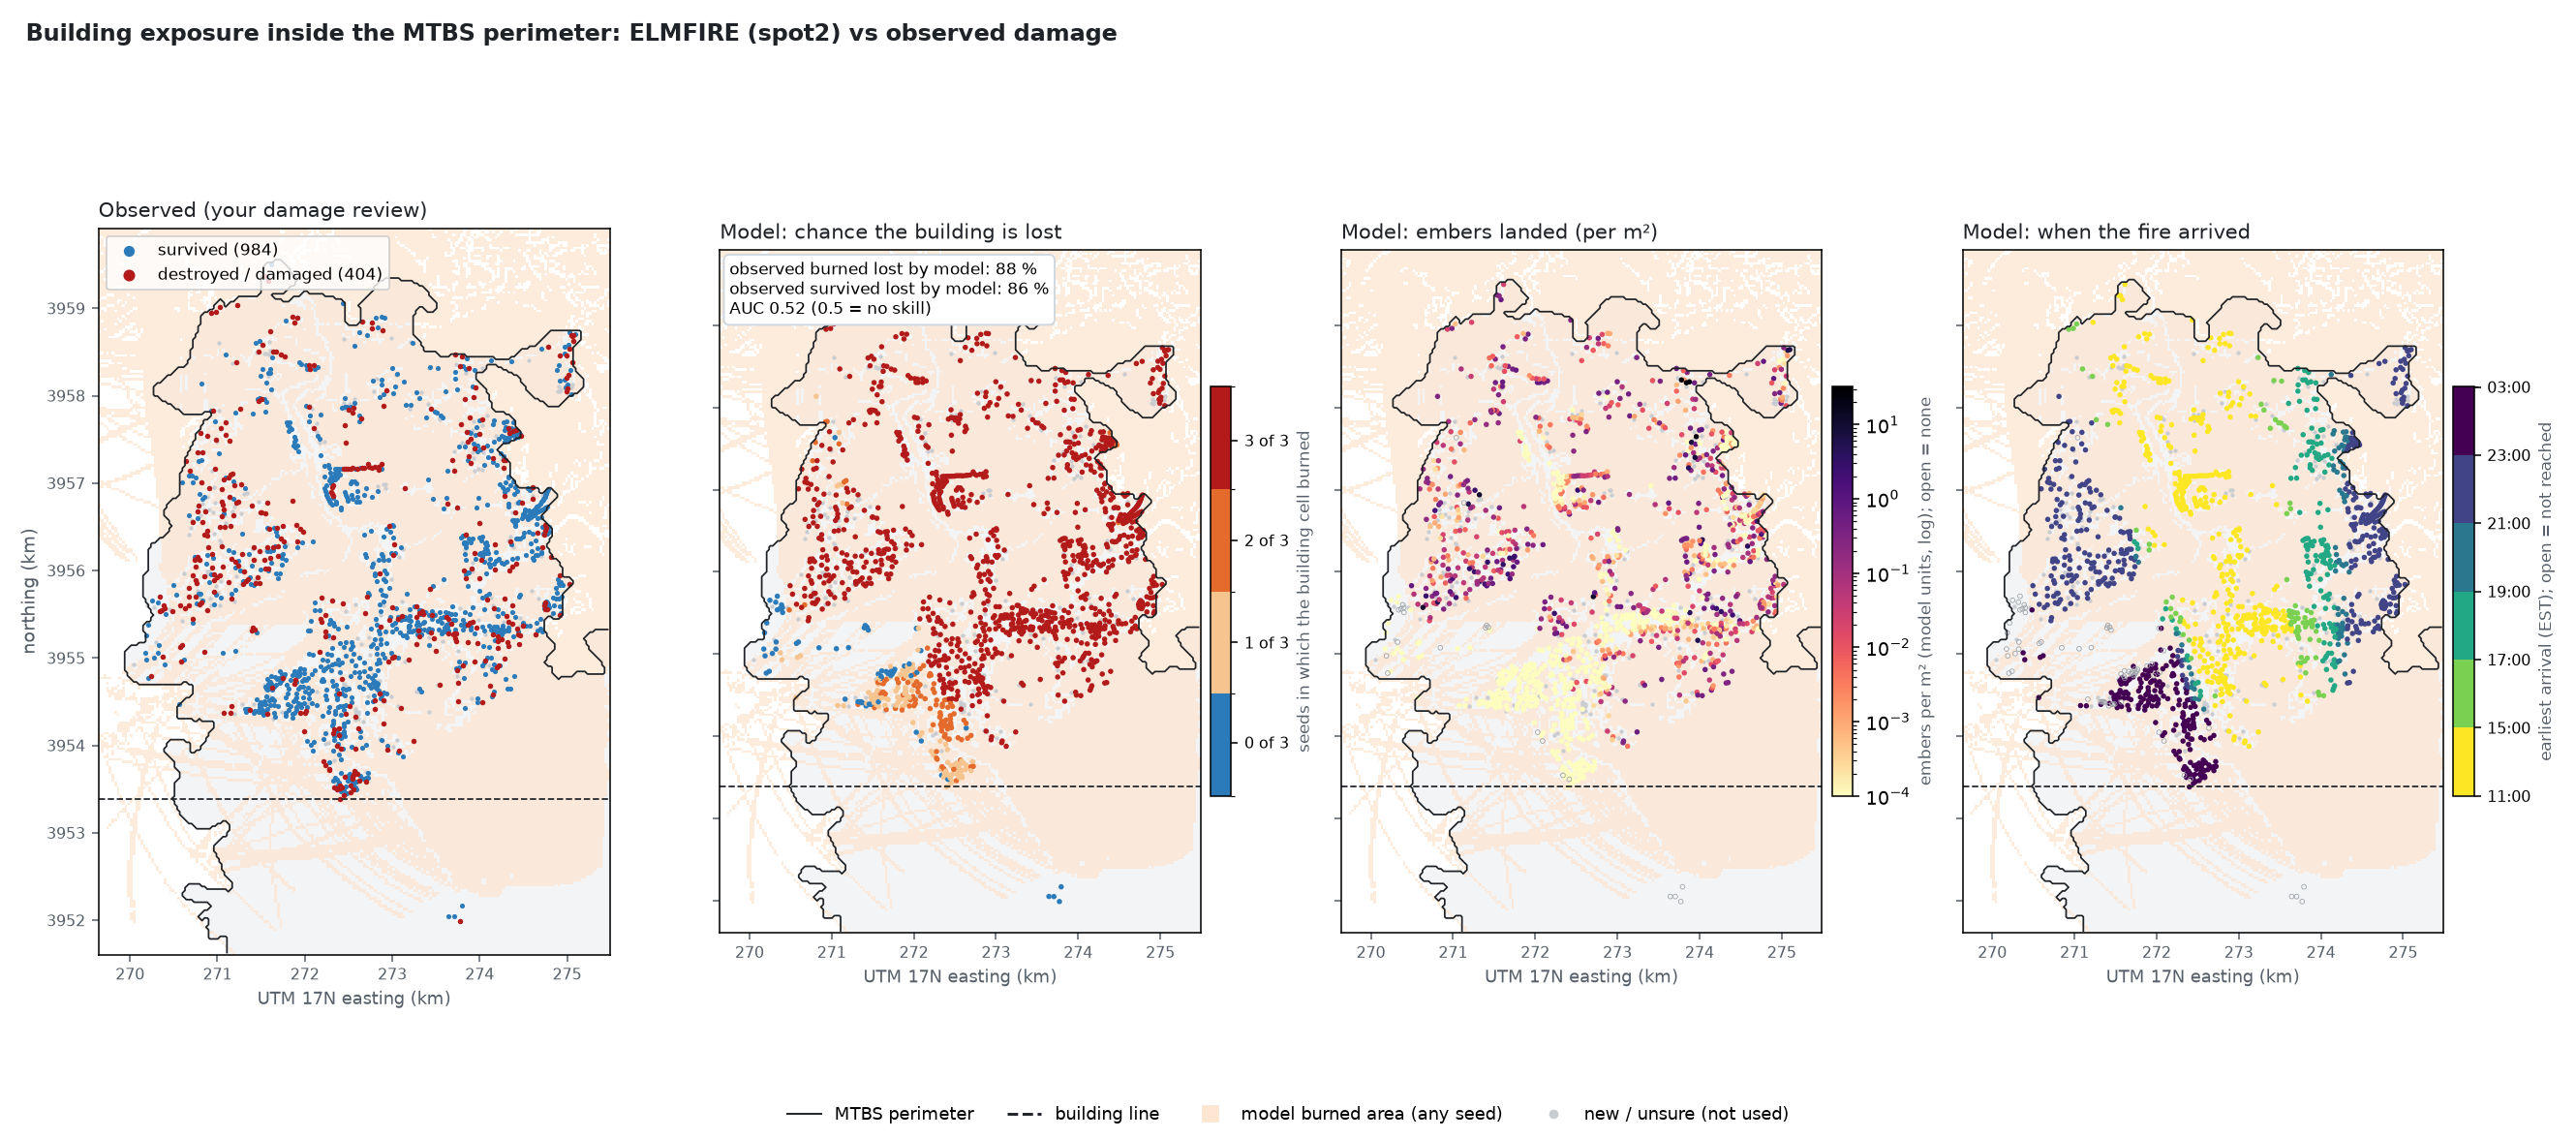 Building exposure inside the MTBS perimeter: ELMFIRE (spot2) vs observed damage
Observed (your damage review)
survived (984)
destroyed / damaged (404)
3959
3958
3957
3956
3955
3954
3953
3952
northing (km)
270
271
272
273
274
275
UTM 17N easting (km)
Model: chance the building is lost
observed burned lost by model: 88 %
observed survived lost by model: 86 %
AUC 0.52 (0.5 = no skill)
270
271
272
273
274
275
UTM 17N easting (km)
3 of 3
2 of 3
1 of 3
0 of 3
seeds in which the building cell burned
Model: embers landed (per m²)
270
271
272
273
274
275
UTM 17N easting (km)
10¹
10⁰
10⁻¹
10⁻²
10⁻³
10⁻⁴
embers per m² (model units, log); open = none
Model: when the fire arrived
270
271
272
273
274
275
UTM 17N easting (km)
03:00
23:00
21:00
19:00
17:00
15:00
11:00
earliest arrival (EST); open = not reached
MTBS perimeter
building line
model burned area (any seed)
new / unsure (not used)